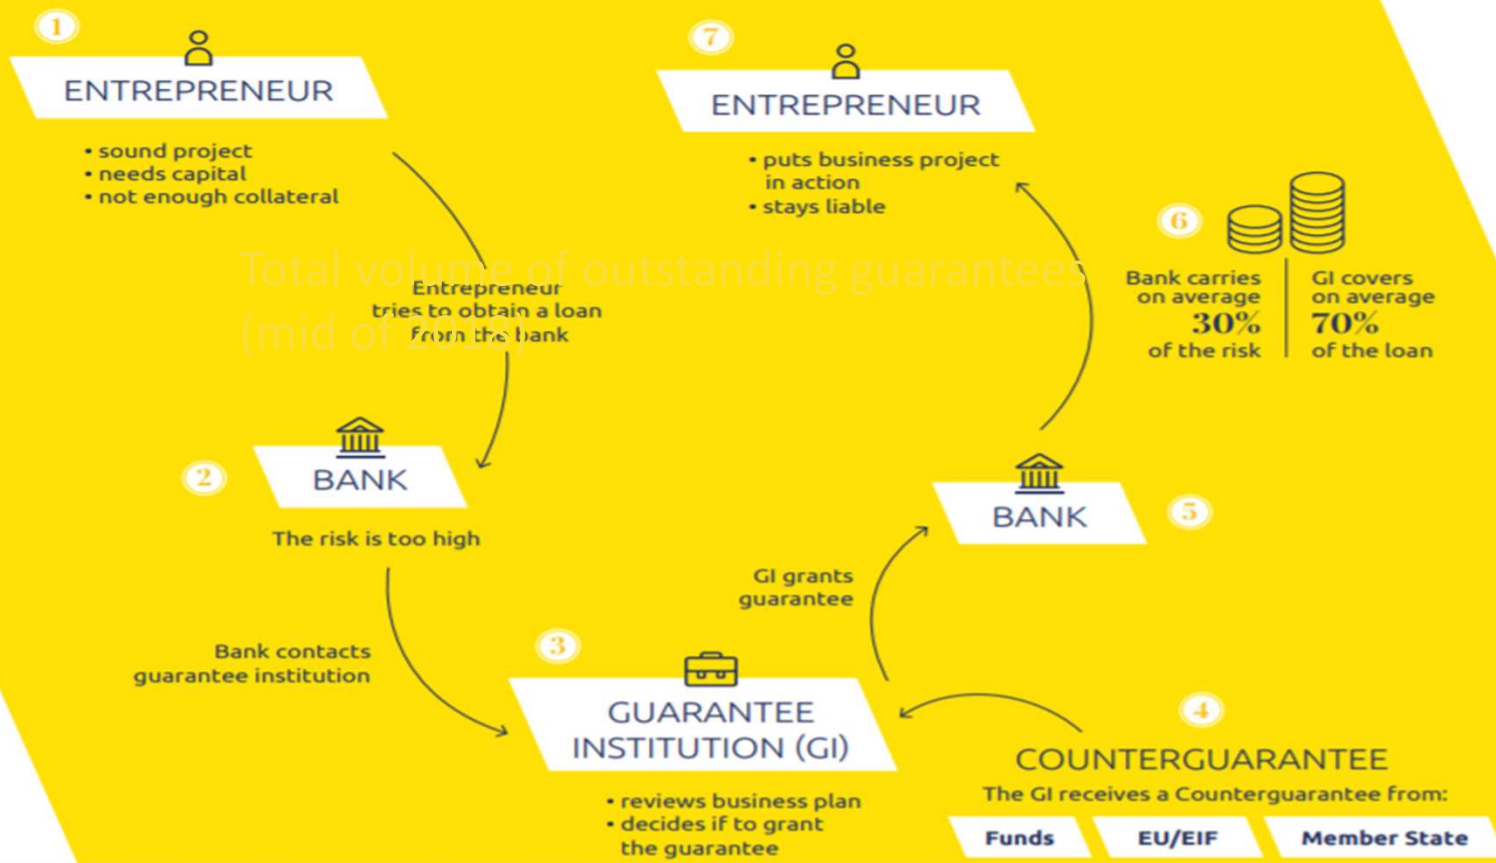 1
ENTREPRENEUR
• sound project
• needs capital
• not enough collateral
Entrepreneur
tries to obtain a loan
from the bank
Total volume of outstanding guarantees
(mid of 2018)
2
BANK
The risk is too high
Bank contacts
guarantee institution
3
GUARANTEE
INSTITUTION (GI)
• reviews business plan
• decides if to grant
the guarantee
4
COUNTERGUARANTEE
The GI receives a Counterguarantee from:
Funds
EU/EIF
Member State
GI grants
guarantee
5
BANK
6
Bank carries
on average
30%
of the risk
GI covers
on average
70%
of the loan
7
ENTREPRENEUR
• puts business project
in action
• stays liable